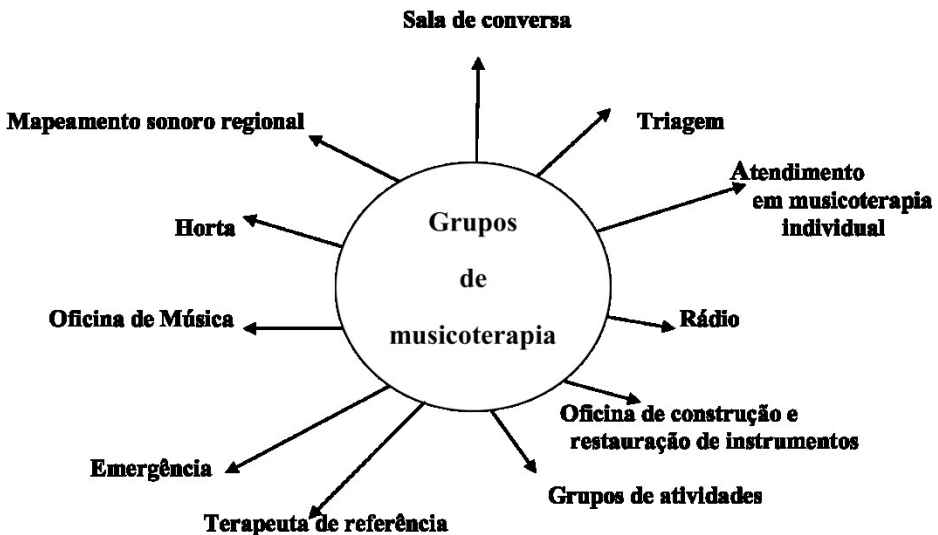 Sala de conversa
Mapeamento sonoro regional
Triagem
Atendimento
em musicoterapia
individual
Grupos
de
musicoterapia
Horta
Oficina de Música
Rádio
Oficina de construção e
restauração de instrumentos
Emergência
Grupos de atividades
Terapeuta de referência